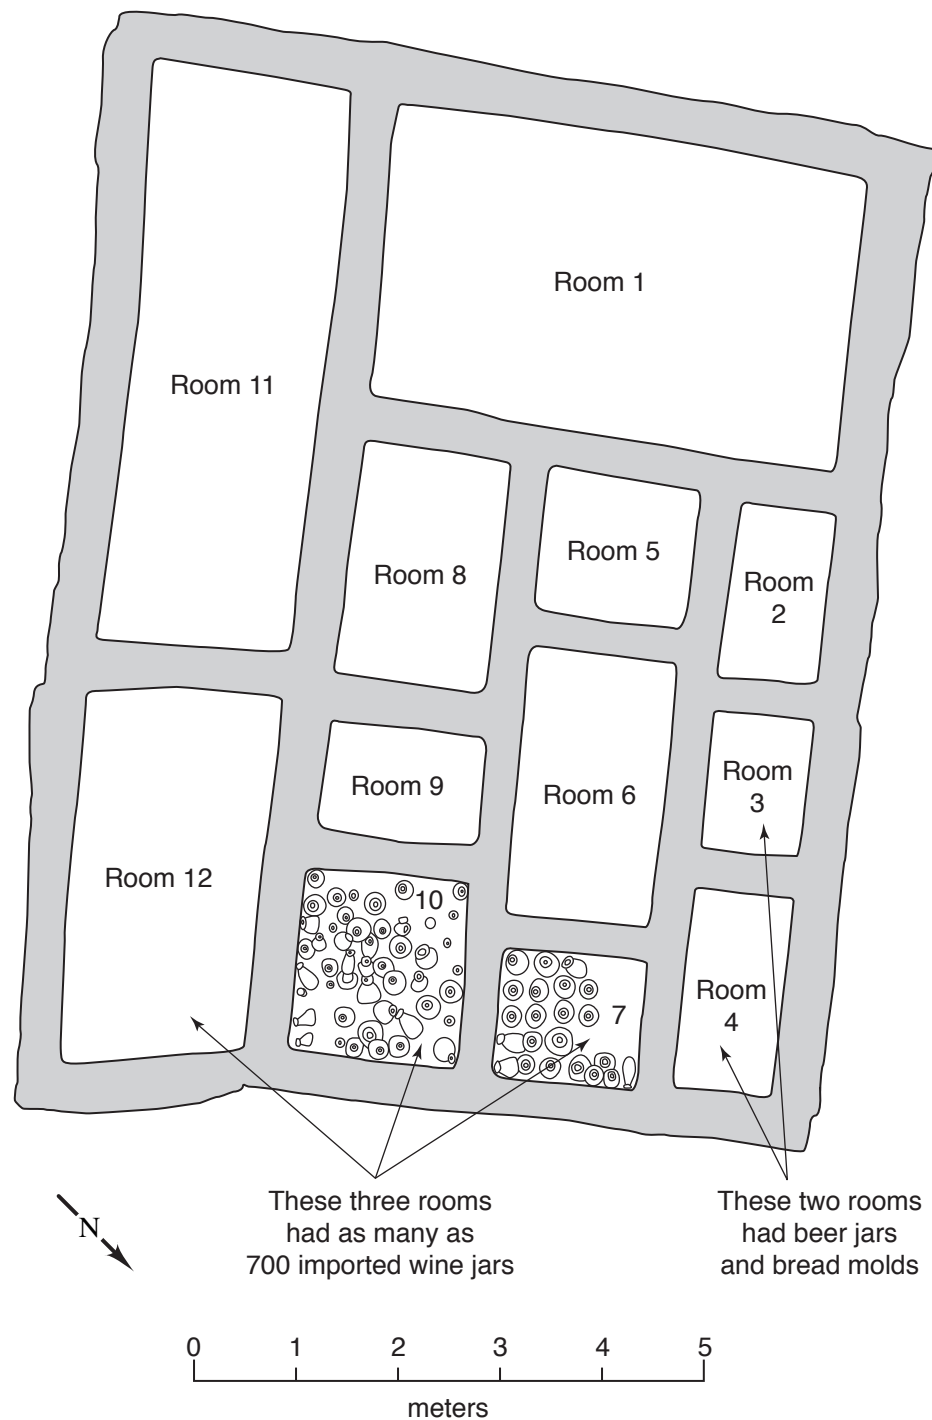 Room 1
Room 11
Room 5
Room 8
Room
2
Room
3
Room 9
Room 6
Room 12
10
Room
4
7
These three rooms
had as many as
700 imported wine jars
These two rooms
had beer jars
and bread molds
N
0 1 2 3 4 5
meters